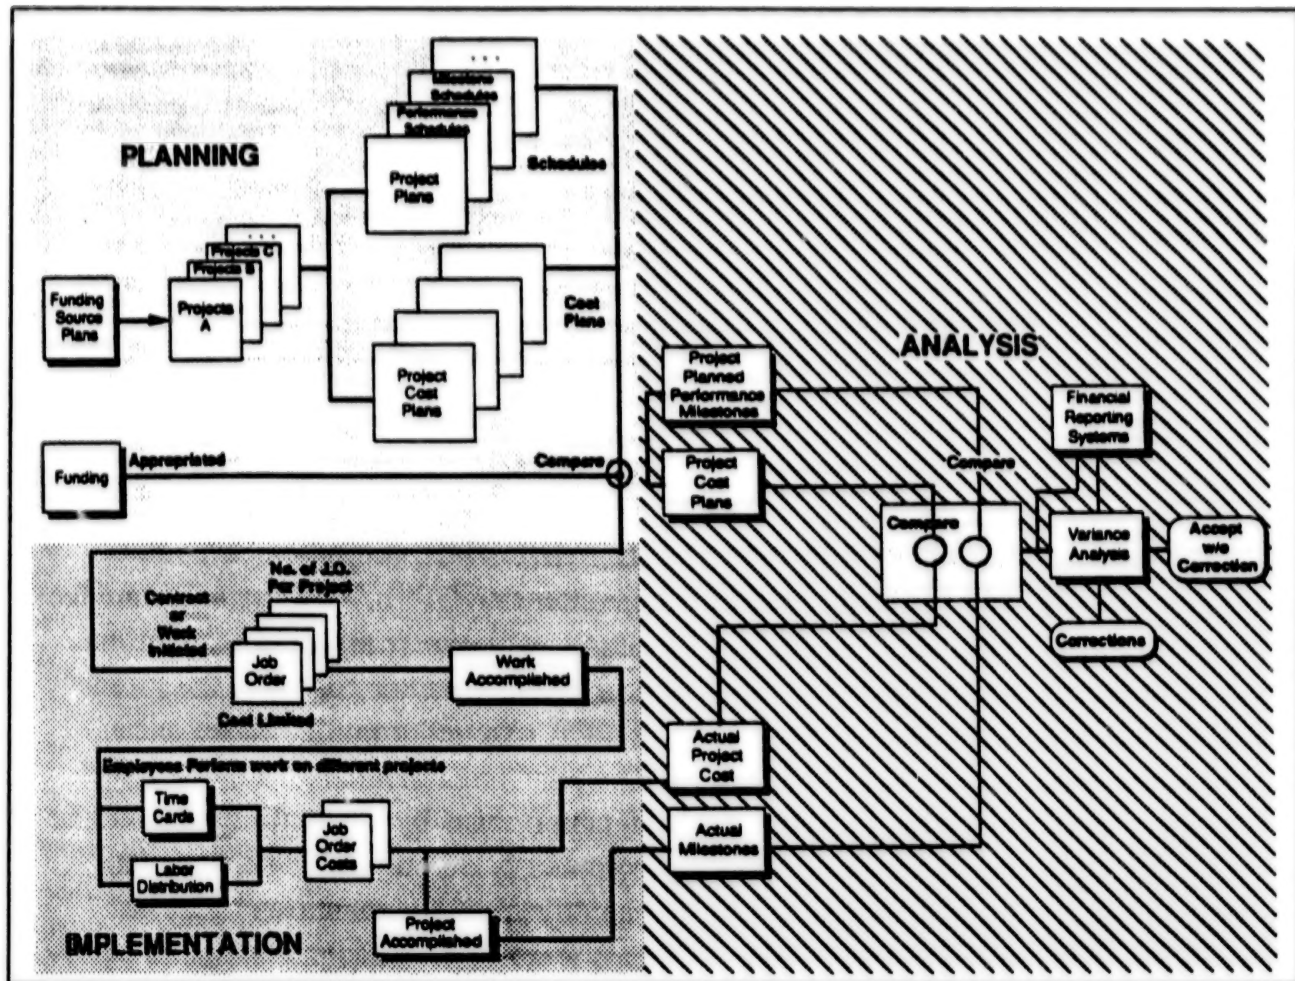 PLANNING
. . .
Milestone
Schedules
Performance
Schedules
Project
Plans
Schedules
. . .
Projects C
Projects B
Projects
A
Funding
Source
Plans
Cost
Plans
Project
Cost
Plans
Funding
Appropriated
Compare
ANALYSIS
Project
Planned
Performance
Milestones
Project
Cost
Plans
Compare
Compare
Financial
Reporting
Systems
Variance
Analysis
Accept
w/o
Correction
Corrections
No. of J.O.
Per Project
Contract
or
Work
Initiated
Job
Order
Cost Limited
Work
Accomplished
Employees Perform work on different projects
Time
Cards
Labor
Distribution
Job
Order
Costs
Project
Accomplished
Actual
Project
Cost
Actual
Milestones
IMPLEMENTATION